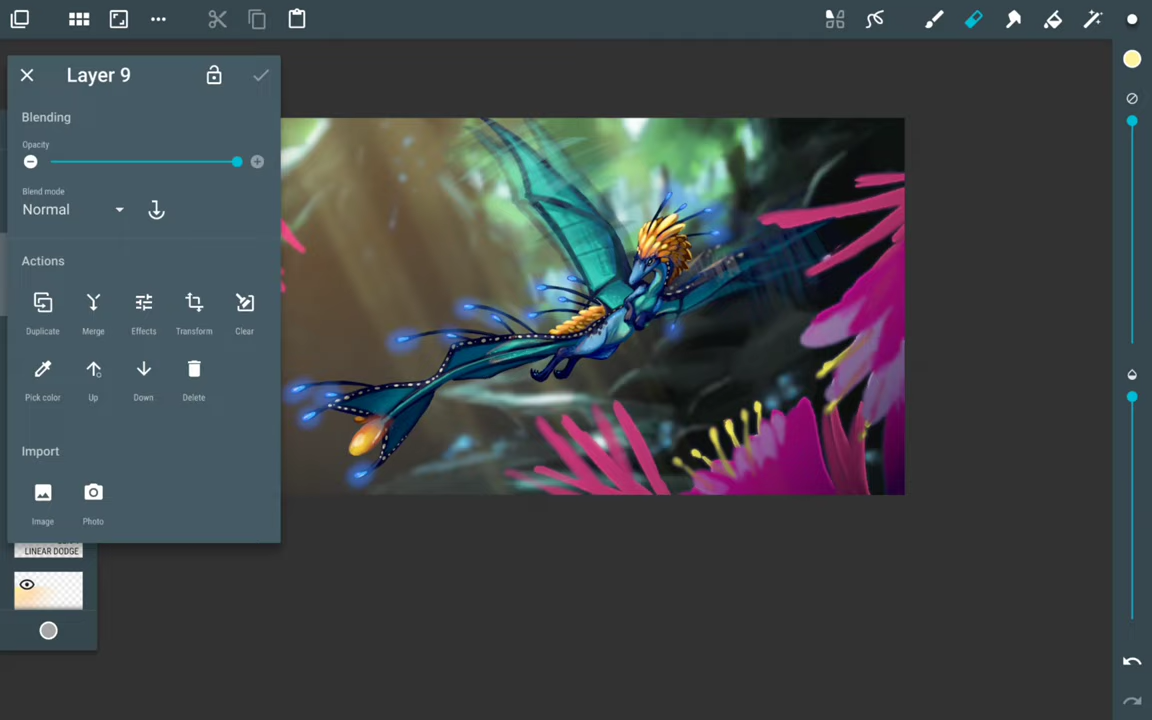 Layer 9
Blending
Opacity
Blend mode
Normal
Actions
Duplicate
Merge
Effects
Transform
Clear
Pick color
Up
Down
Delete
Import
Image
Photo
LINEAR DODGE